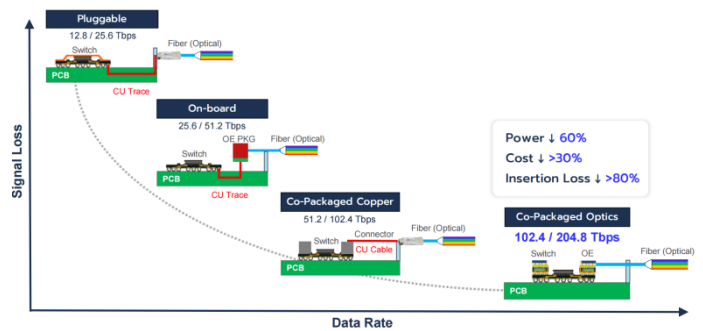 Pluggable
12.8 / 25.6 Tbps
Switch
Fiber (Optical)
PCB
CU Trace
On-board
25.6 / 51.2 Tbps
OE PKG
Fiber (Optical)
Switch
PCB
CU Trace
Power ↓ 60%
Cost ↓ >30%
Insertion Loss ↓ >80%
Co-Packaged Copper
51.2 / 102.4 Tbps
Connector
Fiber (Optical)
Switch
CU Cable
PCB
Co-Packaged Optics
102.4 / 204.8 Tbps
Switch
OE
Fiber (Optical)
PCB
Signal Loss
Data Rate